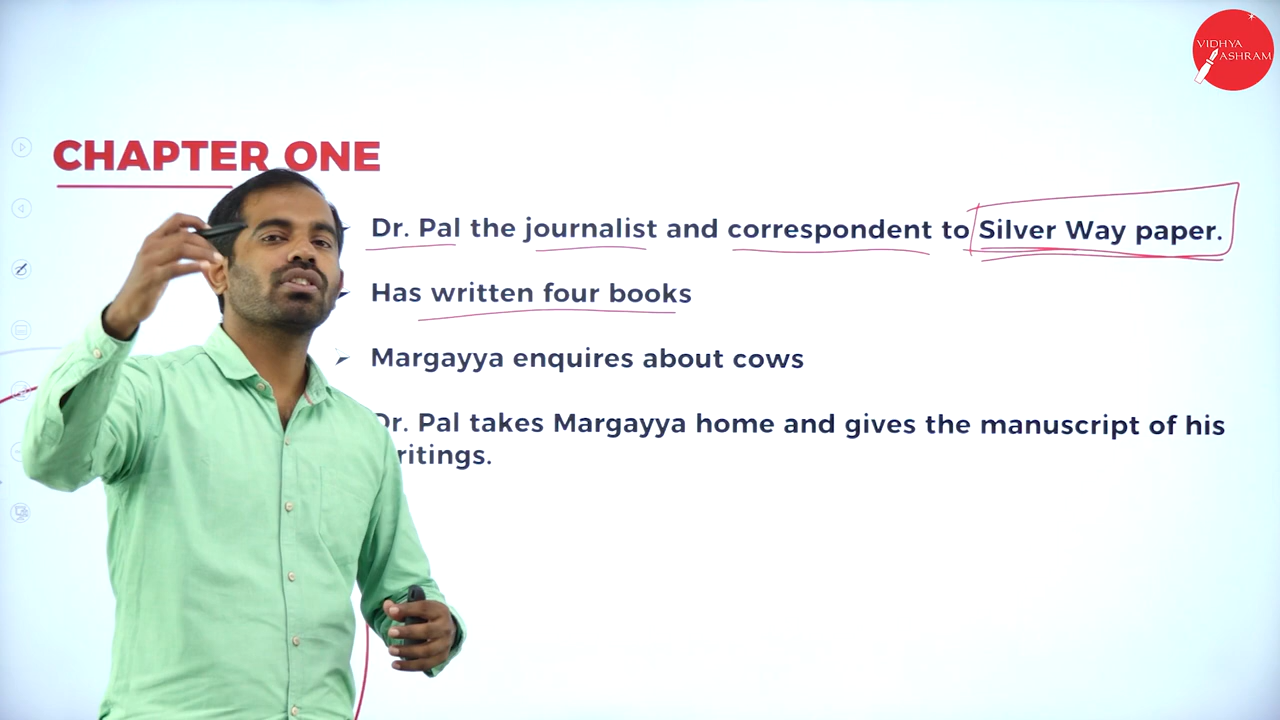 VIDHYA
ASHRAM
CHAPTER ONE
Dr. Pal the journalist and correspondent to Silver Way paper.
Has written four books
Margayya enquires about cows
Dr. Pal takes Margayya home and gives the manuscript of his
ritings.